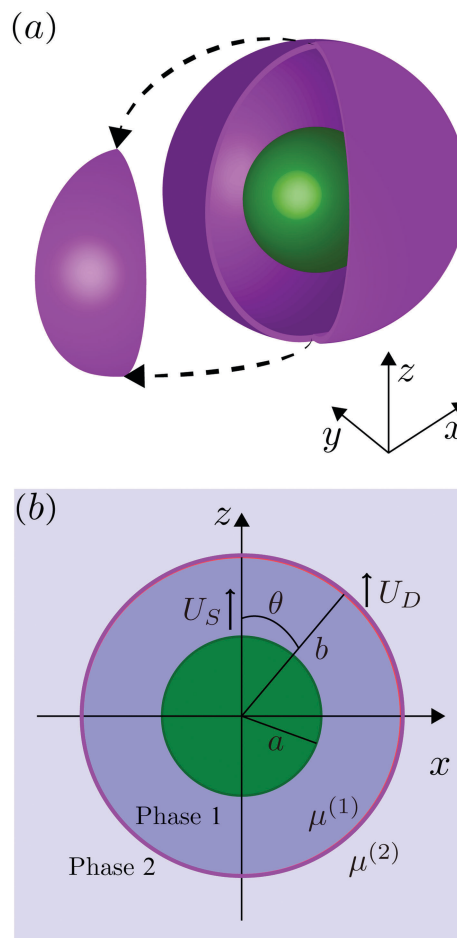 (a)
z
y x
(b)
z
U_S θ U_D
b
a
x
Phase 1 μ^(1)
Phase 2 μ^(2)